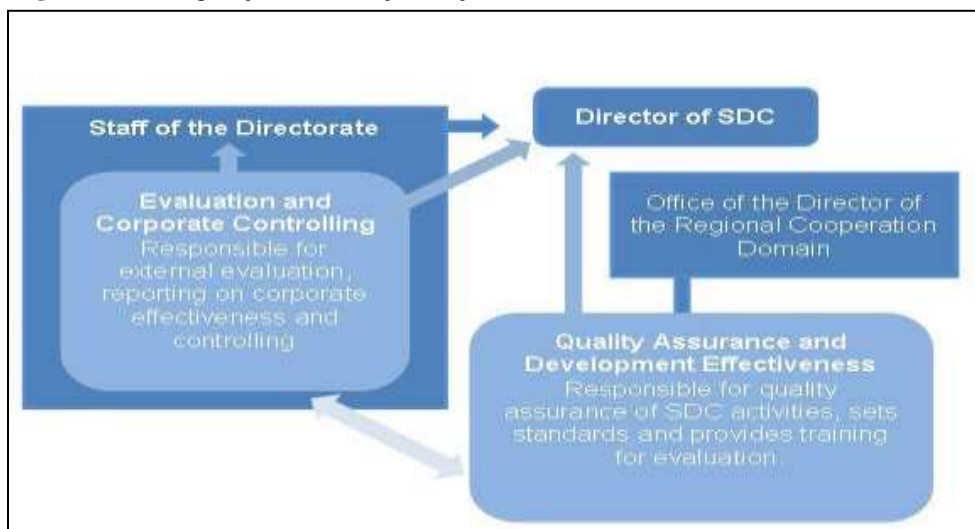 Staff of the Directorate
Director of SDC
Evaluation and
Corporate Controlling
Responsible for
external evaluation,
reporting on corporate
effectiveness and
controlling
Office of the Director of
the Regional Cooperation
Domain
Quality Assurance and
Development Effectiveness
Responsible for quality
assurance of SDC activities, sets
standards and provides training
for evaluation.